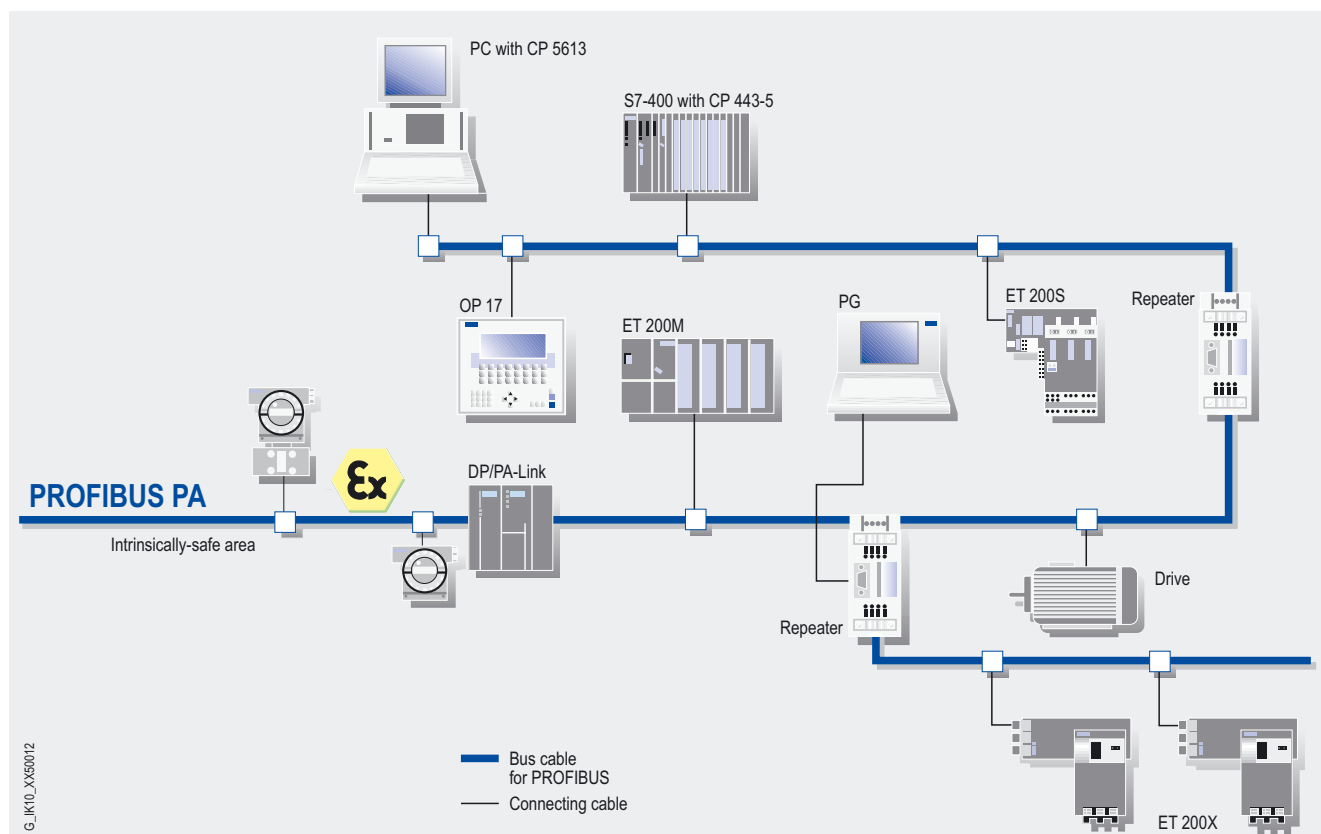 PC with CP 5613
S7-400 with CP 443-5
OP 17
ET 200M
PG
ET 200S
Repeater
PROFIBUS PA
Ex
DP/PA-Link
Intrinsically-safe area
Drive
Repeater
Bus cable
for PROFIBUS
Connecting cable
ET 200X
G_IK10_XX50012